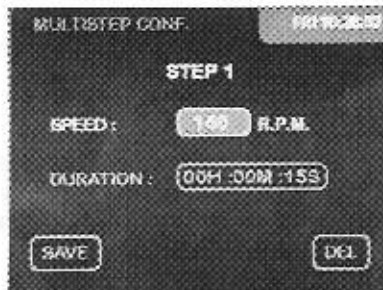 MULTISTEP CONF.
STEP 1
SPEED : R.P.M.
DURATION : 00H :00M :15S
SAVE DEL